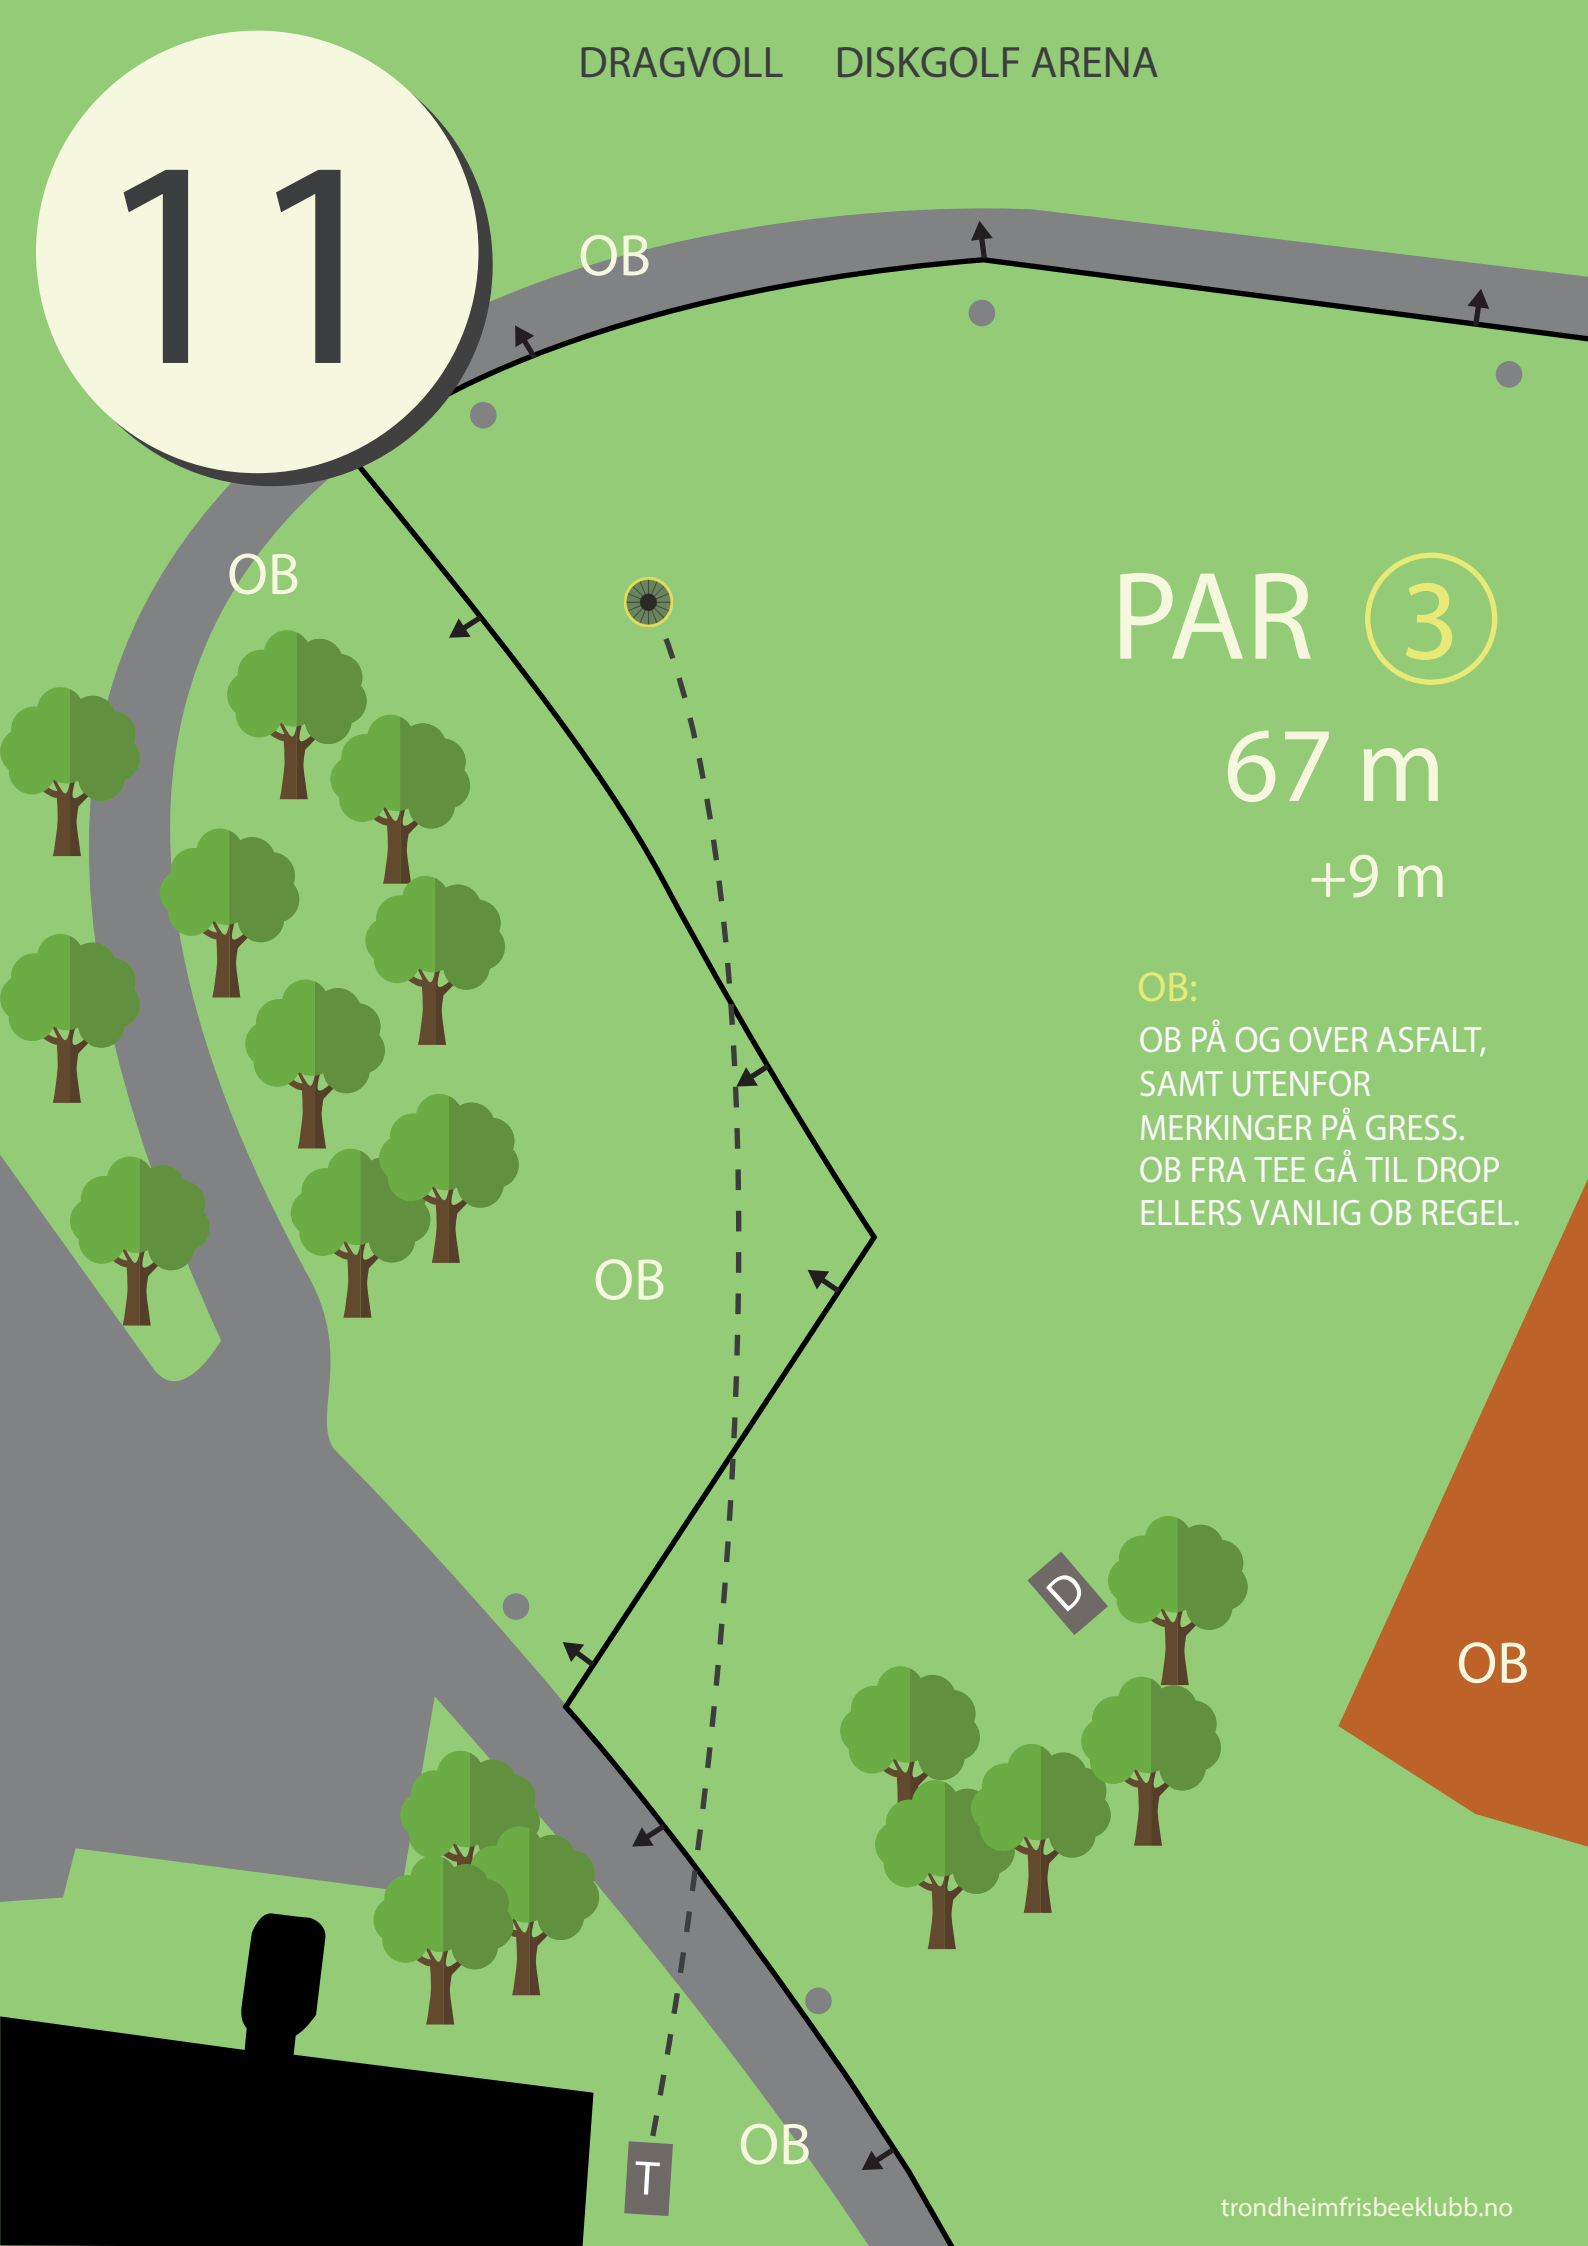 DRAGVOLL DISKGOLF ARENA
11
OB
OB
PAR 3
67 m
+9 m
OB:
OB PÅ OG OVER ASFALT,
SAMT UTENFOR
MERKINGER PÅ GRESS.
OB FRA TEE GÅ TIL DROP
ELLERS VANLIG OB REGEL.
OB
D
OB
OB
T
trondheimfrisbeeklubb.no